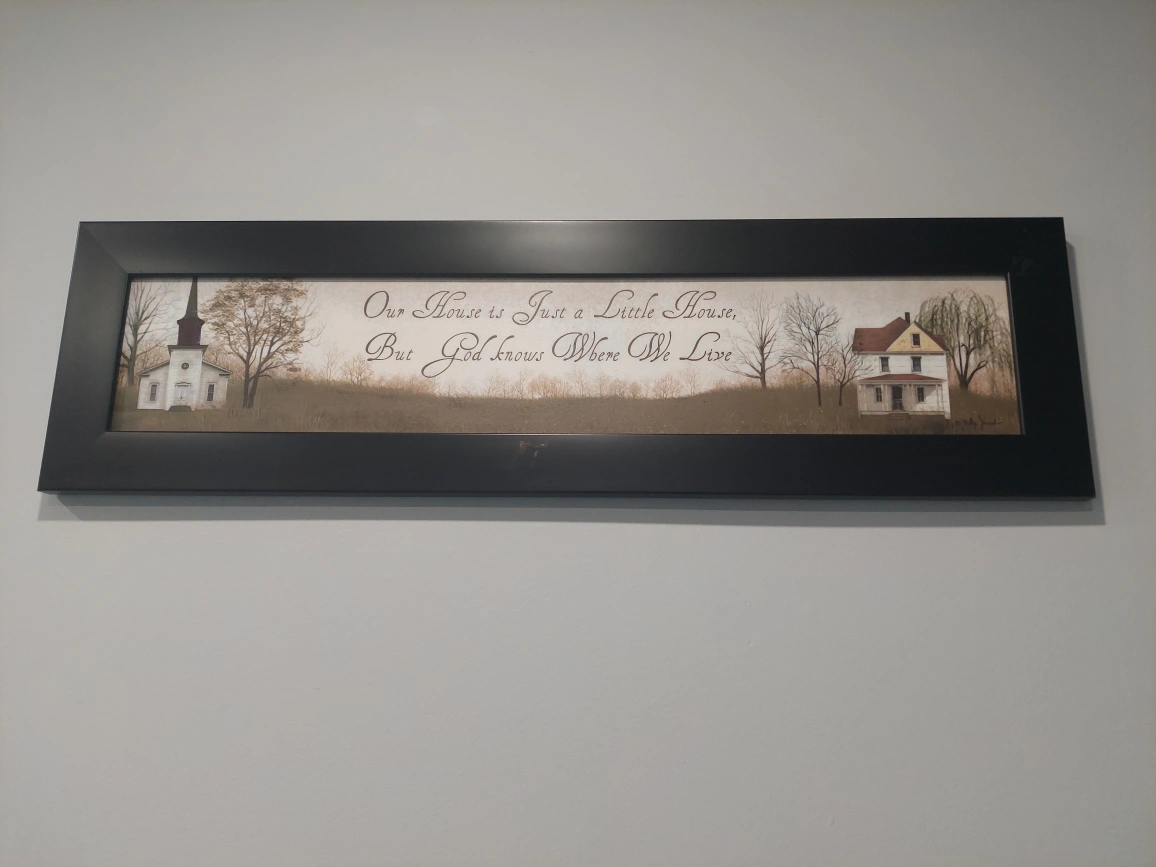 Our House is Just a Little House,
But God knows Where We Live